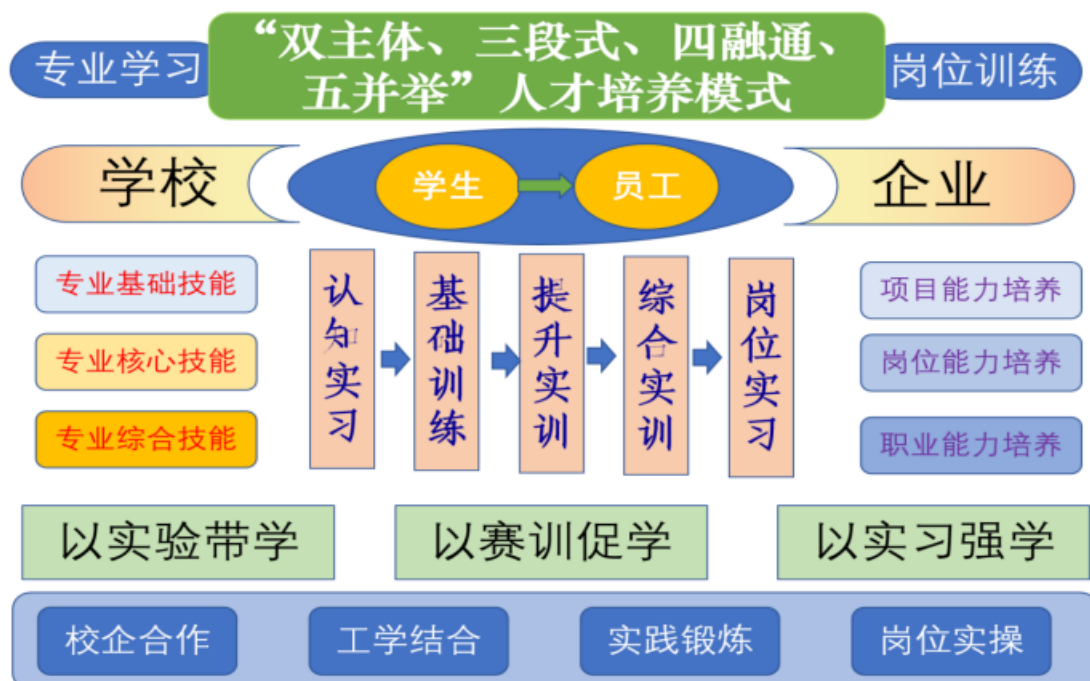 “双主体、三段式、四融通、
五并举”人才培养模式
专业学习
岗位训练
学校
学生
员工
企业
专业基础技能
专业核心技能
专业综合技能
认知实习
基础训练
提升实训
综合实训
岗位实习
项目能力培养
岗位能力培养
职业能力培养
以实验带学
以赛训促学
以实习强学
校企合作
工学结合
实践锻炼
岗位实操